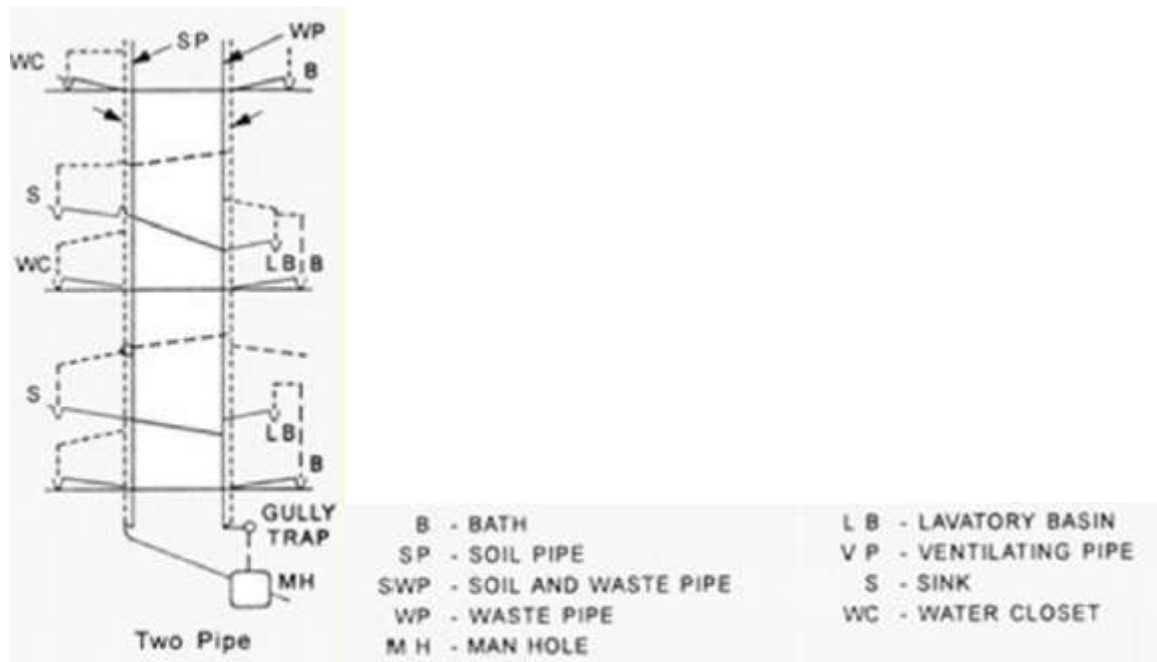 SP
WP
WC
B
S
WC
L B
B
S
L B
B
GULLY
TRAP
MH
Two Pipe
B - BATH
SP - SOIL PIPE
SWP - SOIL AND WASTE PIPE
WP - WASTE PIPE
M H - MAN HOLE
L B - LAVATORY BASIN
V P - VENTILATING PIPE
S - SINK
WC - WATER CLOSET